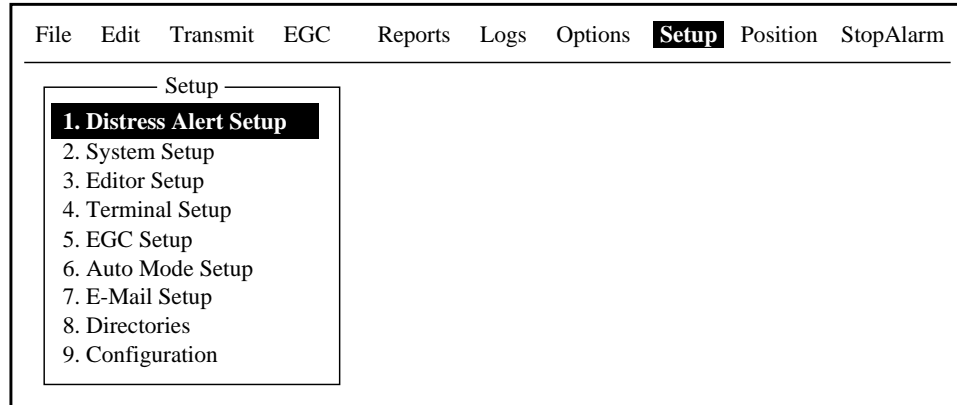 File Edit Transmit EGC Reports Logs Options Setup Position StopAlarm
Setup
1. Distress Alert Setup
2. System Setup
3. Editor Setup
4. Terminal Setup
5. EGC Setup
6. Auto Mode Setup
7. E-Mail Setup
8. Directories
9. Configuration